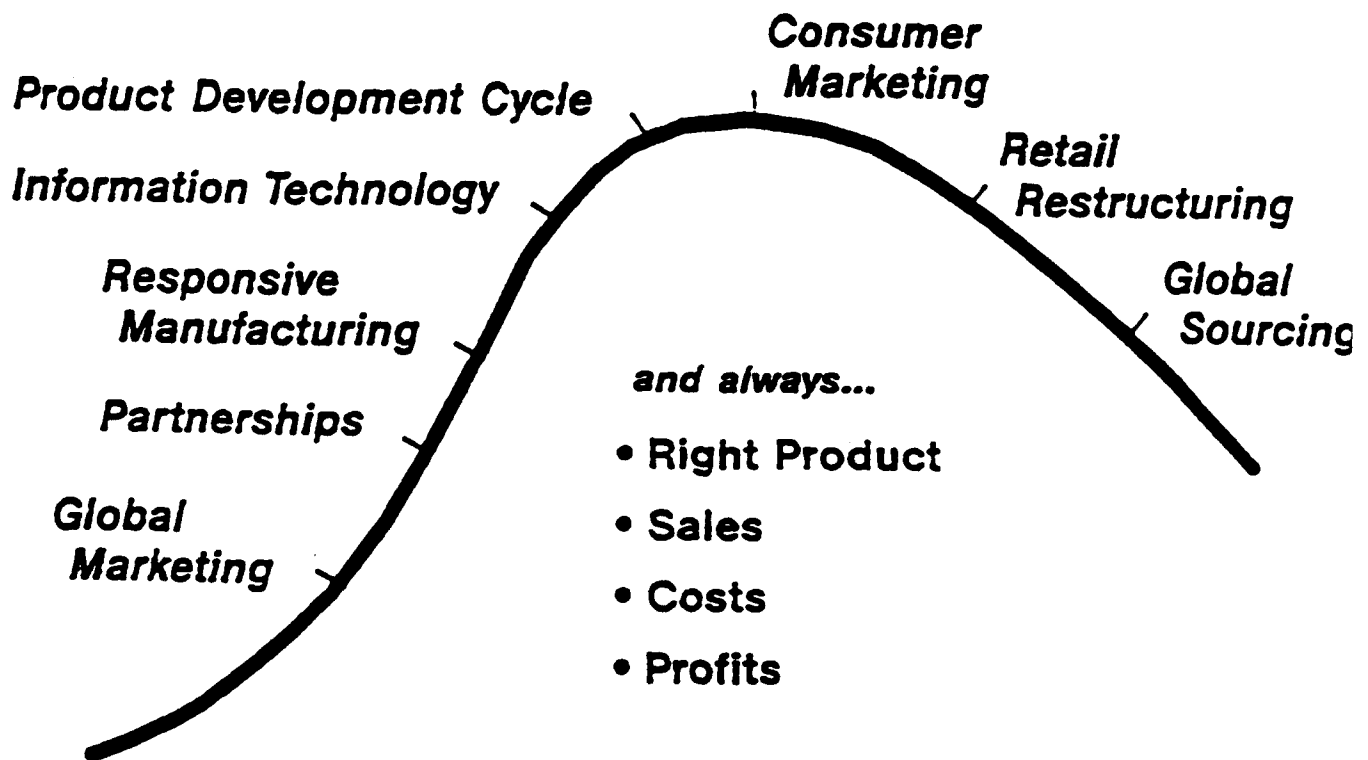 Consumer
Marketing
Product Development Cycle
Retail
Restructuring
Information Technology
Global
Sourcing
Responsive
Manufacturing
Partnerships
Global
Marketing
and always...
• Right Product
• Sales
• Costs
• Profits